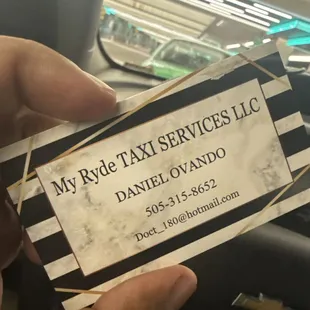 My Ryde TAXI SERVICES LLC
DANIEL OVANDO
505-315-8652
Doct_180@hotmail.com